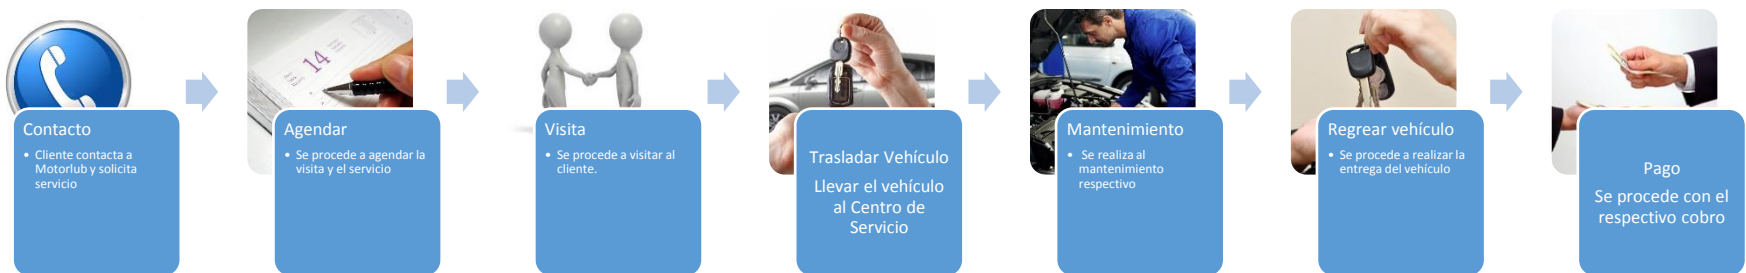 Contacto
• Cliente contacta a
Motorlub y solicita
servicio
14
Agendar
• Se procede a agendar la
visita y el servicio
Visita
• Se procede a visitar al
cliente.
Trasladar Vehículo
Llevar el vehículo
al Centro de
Servicio
Mantenimiento
• Se realiza al
mantenimiento
respectivo
Regrear vehículo
• Se procede a realizar la
entrega del vehículo
Pago
Se procede con el
respectivo cobro